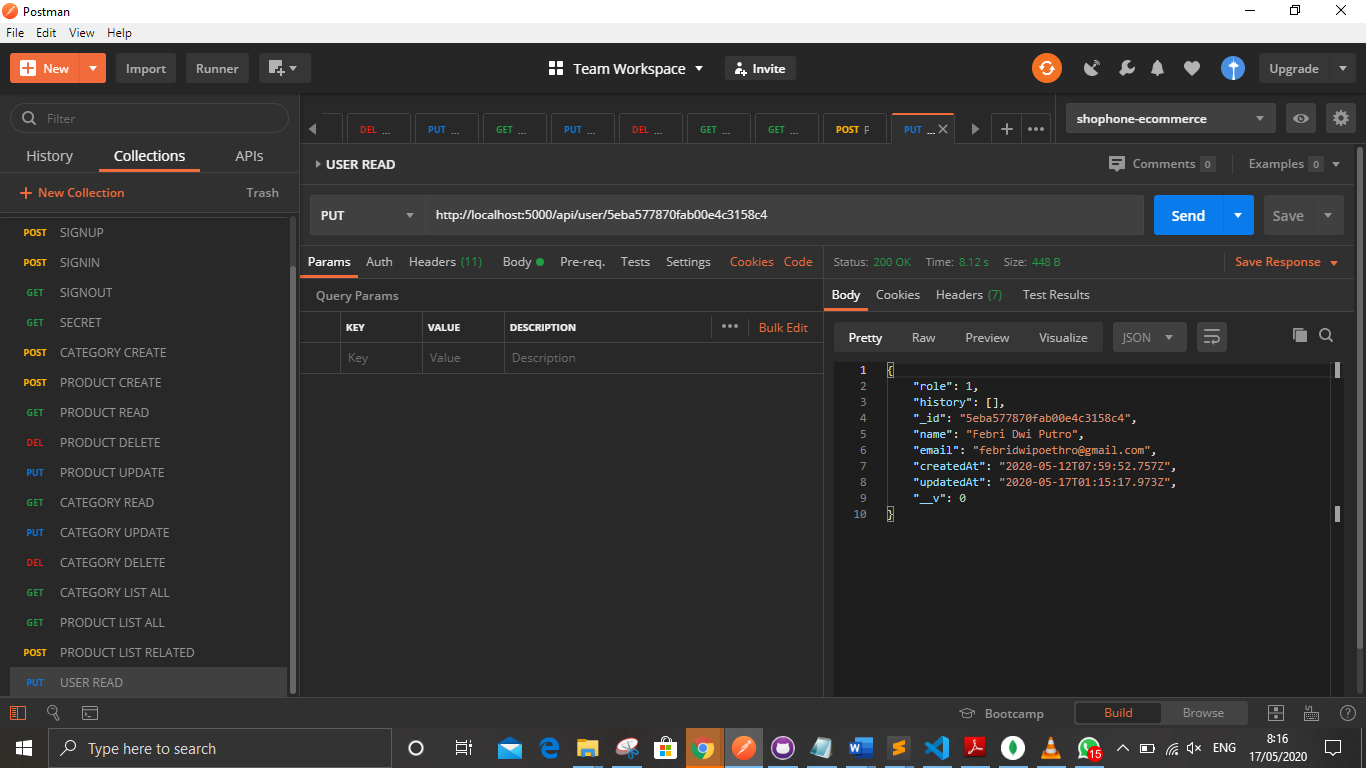 Postman
File Edit View Help
New Import Runner Team Workspace Invite Upgrade
Filter
History Collections APIs
New Collection Trash
POST SIGNUP
POST SIGNIN
GET SIGNOUT
GET SECRET
POST CATEGORY CREATE
POST PRODUCT CREATE
GET PRODUCT READ
DEL PRODUCT DELETE
PUT PRODUCT UPDATE
GET CATEGORY READ
PUT CATEGORY UPDATE
DEL CATEGORY DELETE
GET CATEGORY LIST ALL
GET PRODUCT LIST ALL
POST PRODUCT LIST RELATED
PUT USER READ
DEL ... PUT ... GET ... PUT ... DEL ... GET ... GET ... POST F PUT ...
shophone-ecommerce
USER READ Comments 0 Examples 0
PUT http://localhost:5000/api/user/5eba577870fab00e4c3158c4 Send Save
Params Auth Headers (11) Body Pre-req. Tests Settings Cookies Code
Query Params
KEY VALUE DESCRIPTION ••• Bulk Edit
Key Value Description
Status: 200 OK Time: 8.12 s Size: 448 B Save Response
Body Cookies Headers (7) Test Results
Pretty Raw Preview Visualize JSON
1 {
2 "role": 1,
3 "history": [],
4 "_id": "5eba577870fab00e4c3158c4",
5 "name": "Febri Dwi Putro",
6 "email": "febridwipoethro@gmail.com",
7 "createdAt": "2020-05-12T07:59:52.757Z",
8 "updatedAt": "2020-05-17T01:15:17.973Z",
9 "__v": 0
10 }
Bootcamp Build Browse
Type here to search
15
ENG
8:16
17/05/2020